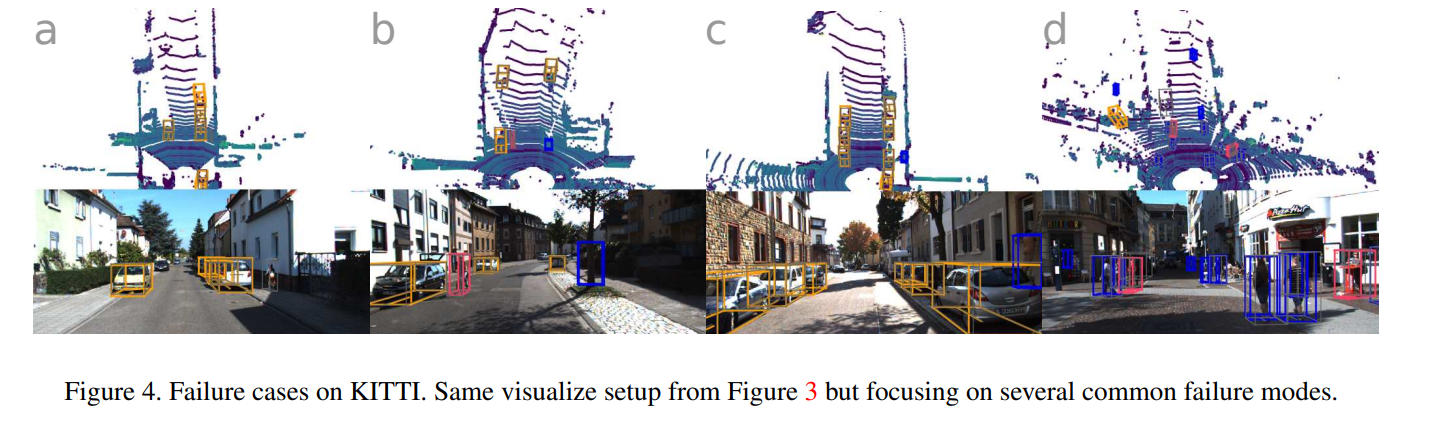 a b c d
Figure 4. Failure cases on KITTI. Same visualize setup from Figure 3 but focusing on several common failure modes.